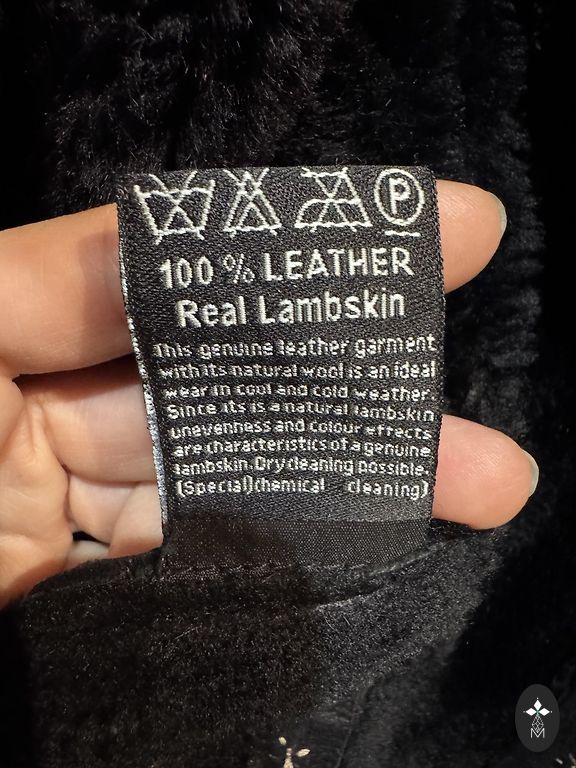 P
100 % LEATHER
Real Lambskin
This genuine leather garment
with its natural wool is an ideal
wear in cool and cold weather.
Since its is a natural lambskin
unevenness and colour effects
are characteristics of a genuine
lambskin. Dry cleaning possible.
(Special)(chemical cleaning)
M